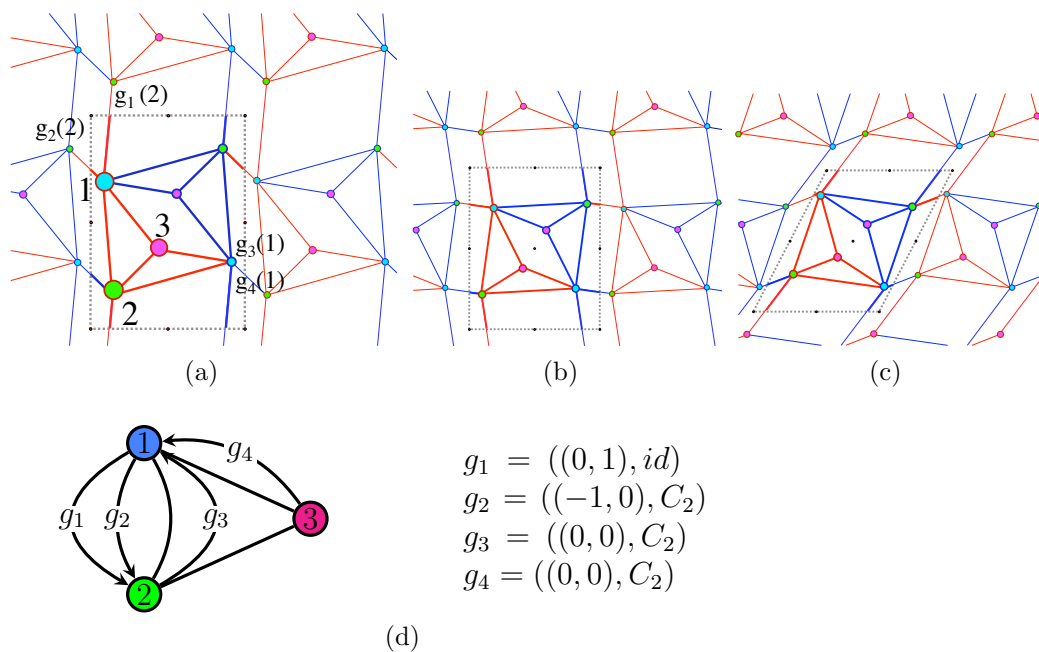 g₁(2)
g₂(2)
1
3
g₃(1)
g₄(1)
2
(a)
(b)
(c)
1
g₄
g₁
g₂
g₃
3
2
g₁ = ((0, 1), id)
g₂ = ((−1, 0), C₂)
g₃ = ((0, 0), C₂)
g₄ = ((0, 0), C₂)
(d)